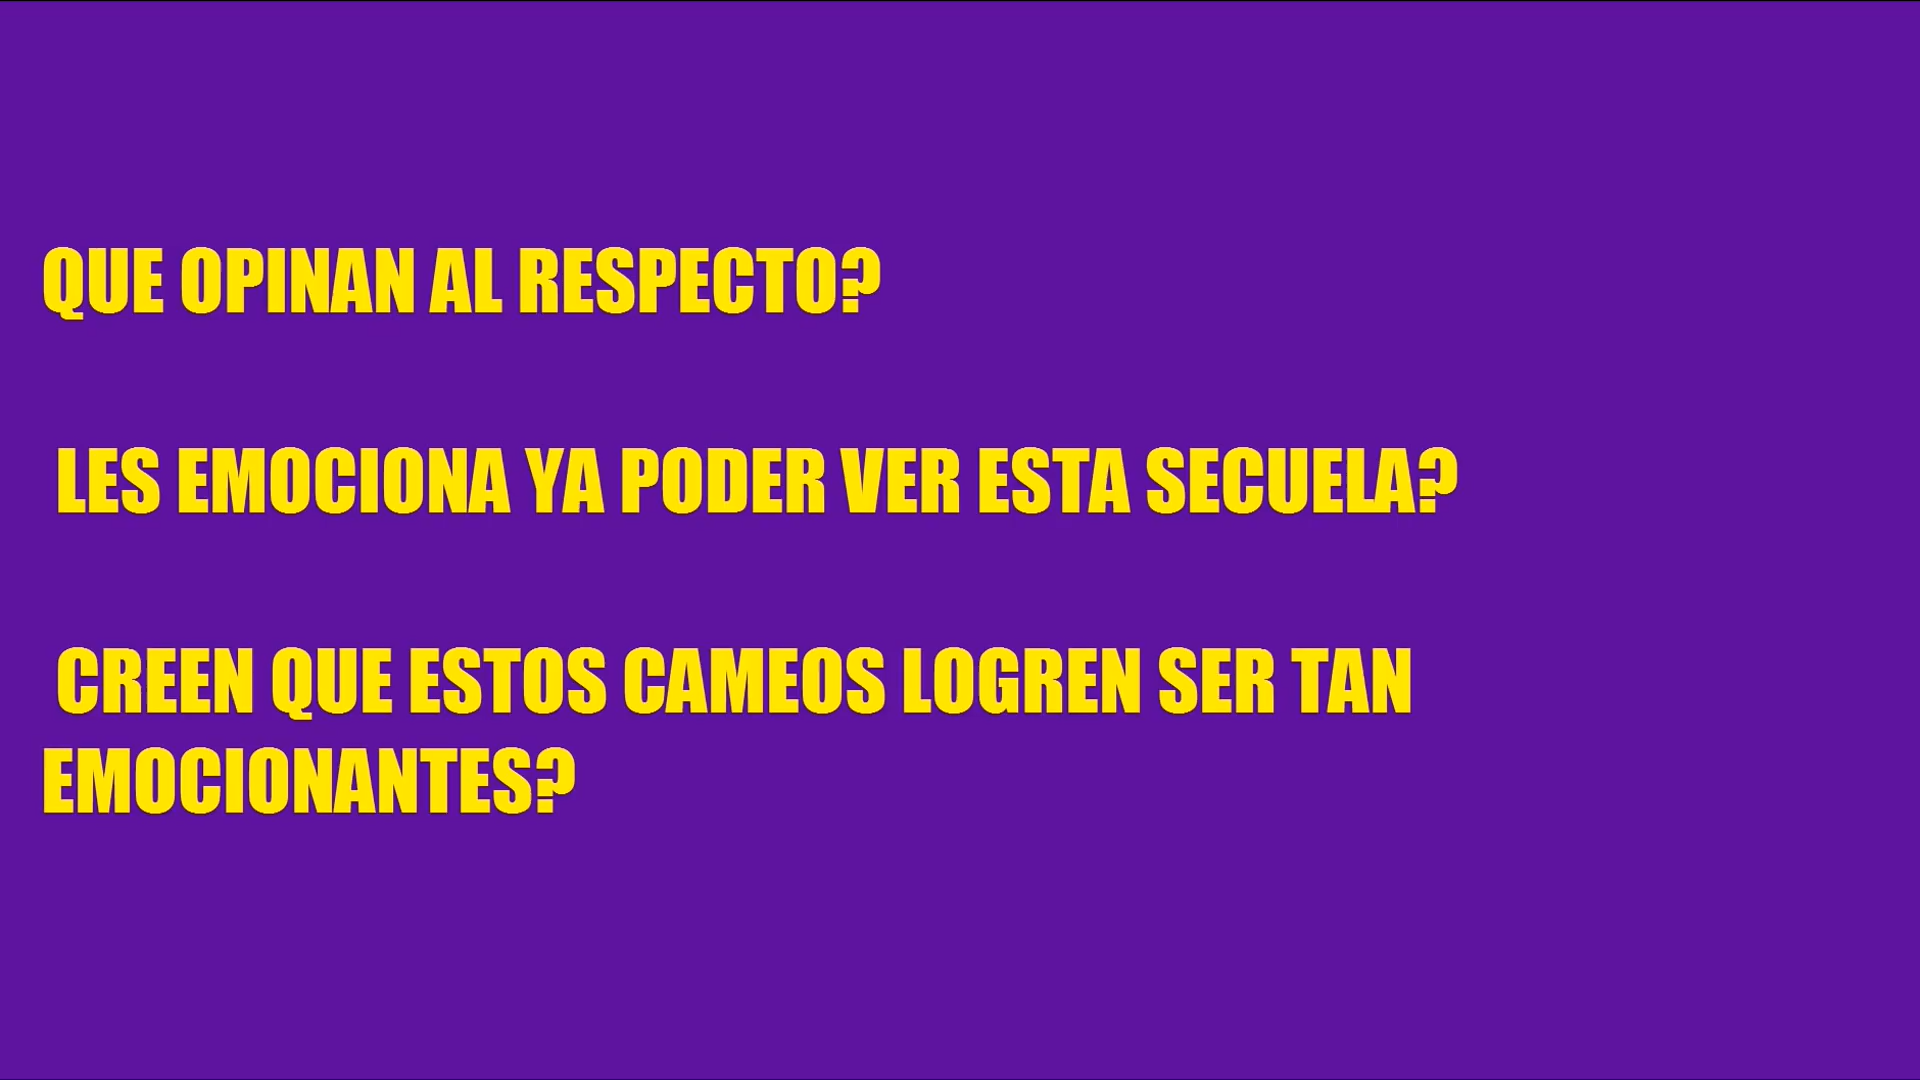 QUE OPINAN AL RESPECTO?
LES EMOCIONA YA PODER VER ESTA SECUELA?
CREEN QUE ESTOS CAMEOS LOGREN SER TAN
EMOCIONANTES?